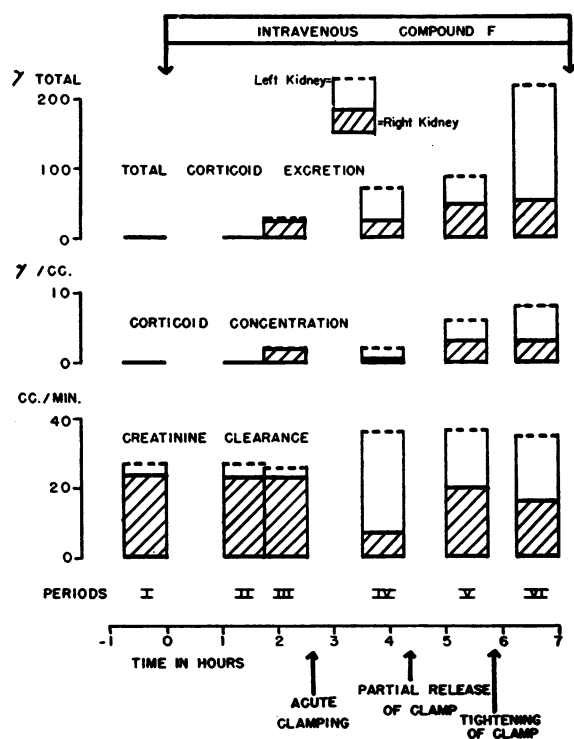 INTRAVENOUS COMPOUND F
γ TOTAL
Left Kidney=
=Right Kidney
200
100
0
TOTAL CORTICOID EXCRETION
γ /CC.
10
0
CORTICOID CONCENTRATION
CC./MIN.
40
20
0
CREATININE CLEARANCE
PERIODS I II III IV V VI
-1 0 1 2 3 4 5 6 7
TIME IN HOURS
ACUTE
CLAMPING
PARTIAL RELEASE
OF CLAMP
TIGHTENING
OF CLAMP